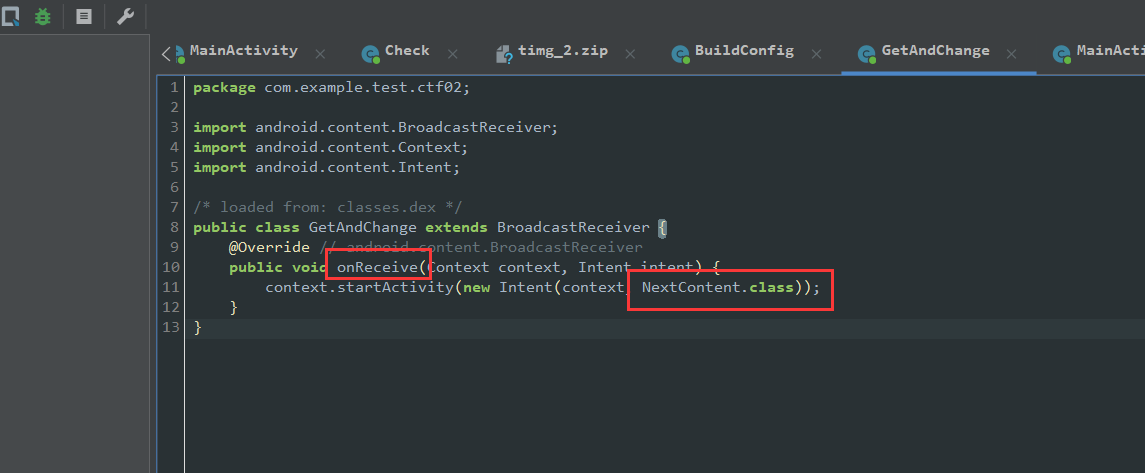 MainActivity Check timg_2.zip BuildConfig GetAndChange MainActi
1 package com.example.test.ctf02;
2
3 import android.content.BroadcastReceiver;
4 import android.content.Context;
5 import android.content.Intent;
6
7 /* loaded from: classes.dex */
8 public class GetAndChange extends BroadcastReceiver {
9 @Override // android.content.BroadcastReceiver
10 public void onReceive(Context context, Intent intent) {
11 context.startActivity(new Intent(context, NextContent.class));
12 }
13 }